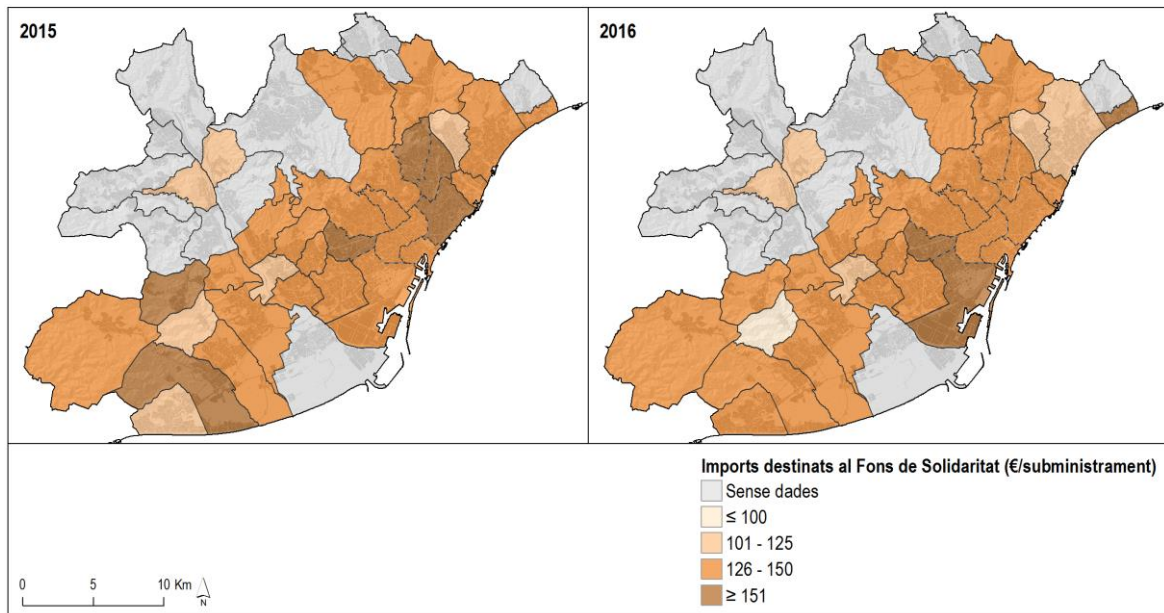 2015
2016
Imports destinats al Fons de Solidaritat (€/subministrament)
Sense dades
≤ 100
101 - 125
126 - 150
≥ 151
0 5 10 Km
N